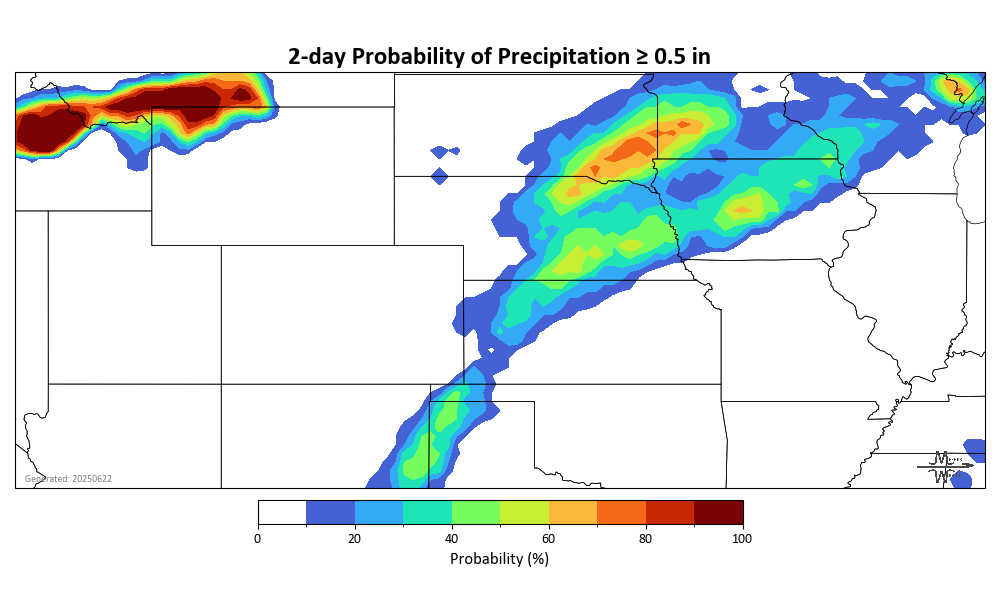 2-day Probability of Precipitation ≥ 0.5 in
Generated: 20250622
0 20 40 60 80 100
Probability (%)